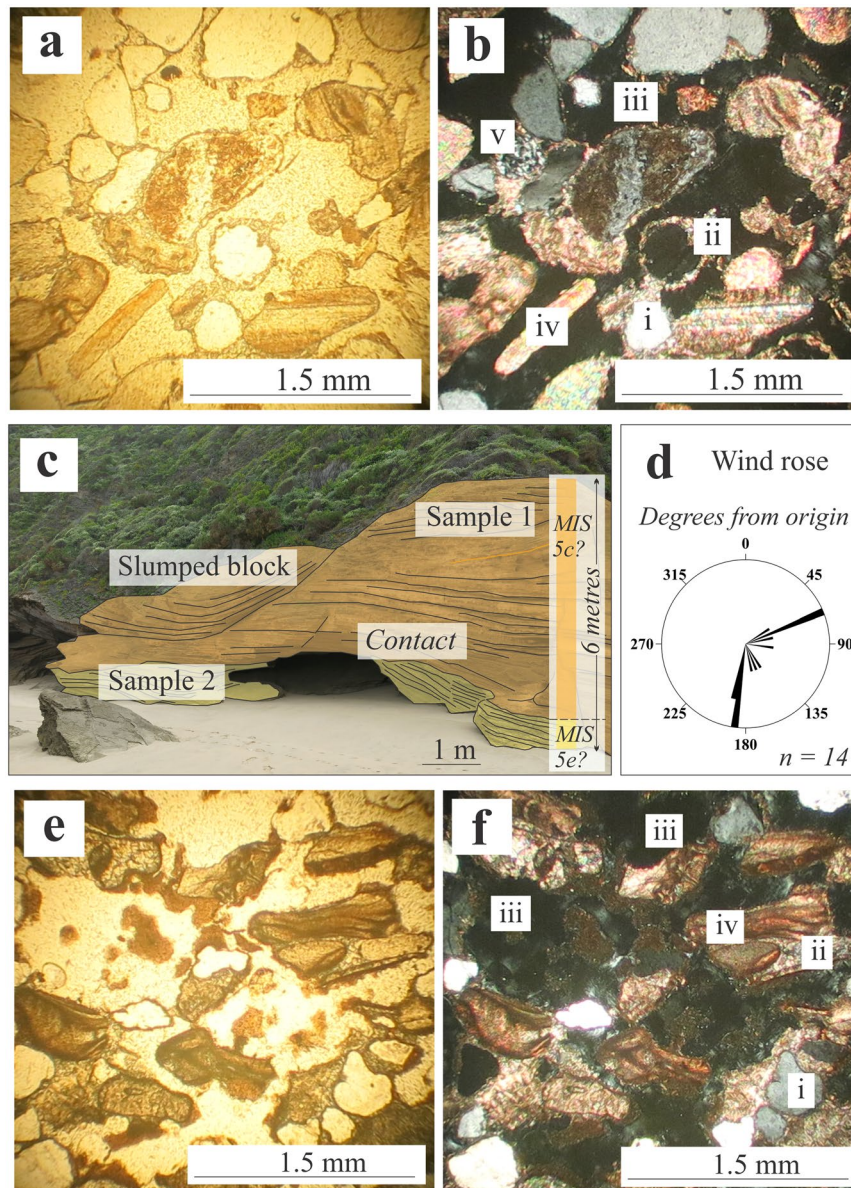 a
b
iii
v
ii
iv
i
1.5 mm
1.5 mm
c
Sample 1
MIS
5c?
Slumped block
6 metres
Contact
Sample 2
1 m
MIS
5e?
d
Wind rose
Degrees from origin
0
315
45
270
90
225
135
180
n = 14
e
f
iii
iii
iv
ii
i
1.5 mm
1.5 mm